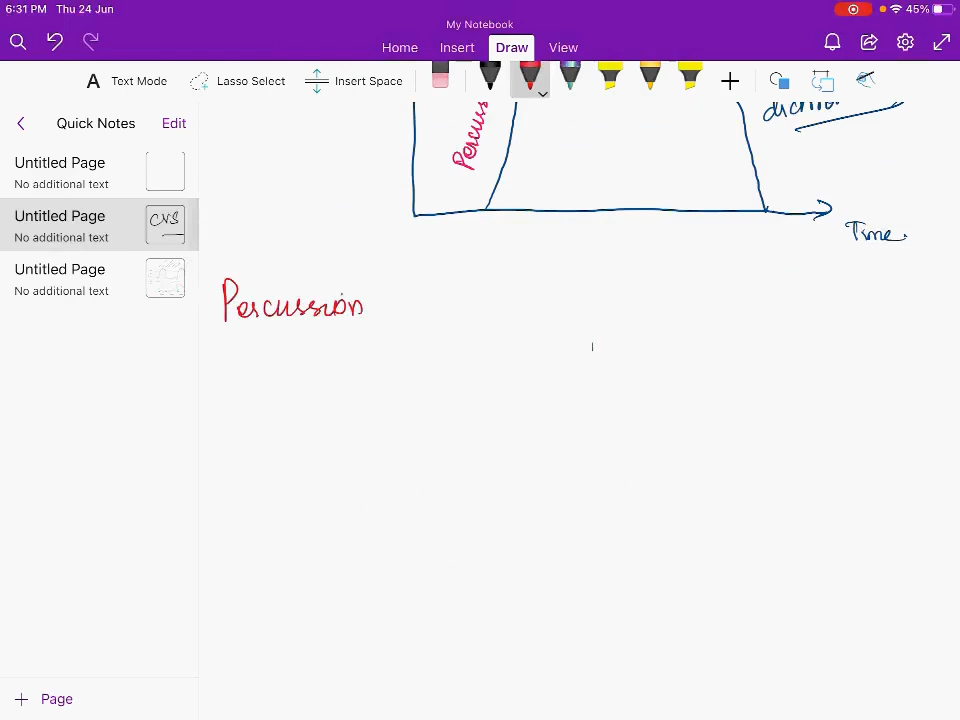 6:31 PM Thu 24 Jun
45%
My Notebook
Home Insert Draw View
Text Mode Lasso Select Insert Space
Quick Notes Edit
Untitled Page
No additional text
Untitled Page
No additional text
CNS
Untitled Page
No additional text
Percuss
Time
Percussion
Page